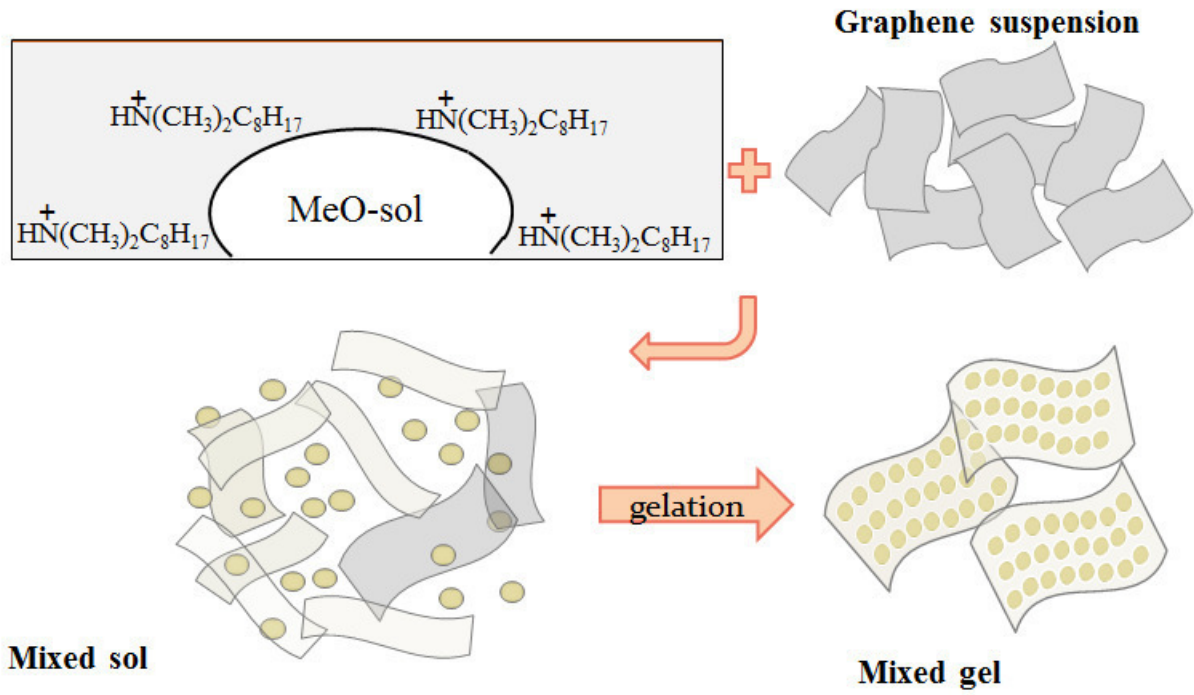 Graphene suspension
+
HN(CH₃)₂C₈H₁₇
+
HN(CH₃)₂C₈H₁₇
MeO-sol
+
HN(CH₃)₂C₈H₁₇
+
HN(CH₃)₂C₈H₁₇
gelation
Mixed sol
Mixed gel